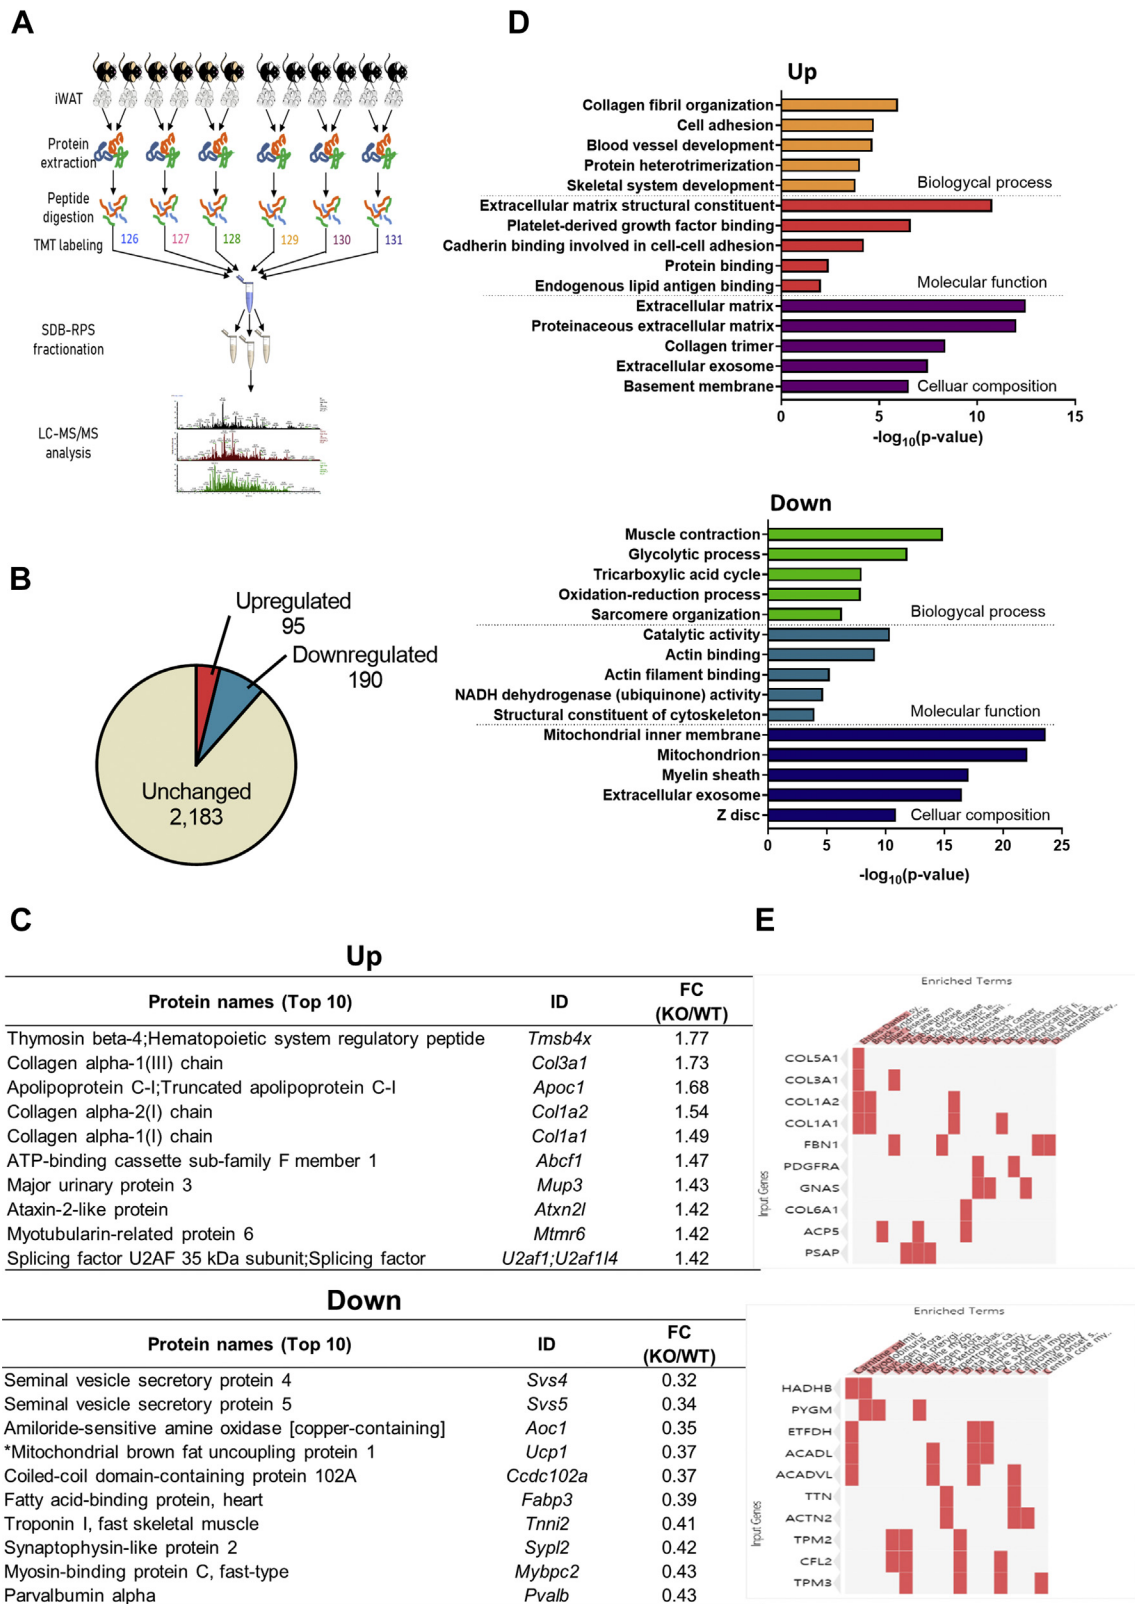 A
iWAT
Protein
extraction
Peptide
digestion
TMT labeling
126 127 128 129 130 131
SDB-RPS
fractionation
LC-MS/MS
analysis
B
Upregulated
95
Downregulated
190
Unchanged
2,183
D
Up
Collagen fibril organization
Cell adhesion
Blood vessel development
Protein heterotrimerization
Skeletal system development
Biologycal process
Extracellular matrix structural constituent
Platelet-derived growth factor binding
Cadherin binding involved in cell-cell adhesion
Protein binding
Endogenous lipid antigen binding
Molecular function
Extracellular matrix
Proteinaceous extracellular matrix
Collagen trimer
Extracellular exosome
Basement membrane
Celluar composition
0 5 10 15
-log10(p-value)
Down
Muscle contraction
Glycolytic process
Tricarboxylic acid cycle
Oxidation-reduction process
Sarcomere organization
Biologycal process
Catalytic activity
Actin binding
Actin filament binding
NADH dehydrogenase (ubiquinone) activity
Structural constituent of cytoskeleton
Molecular function
Mitochondrial inner membrane
Mitochondrion
Myelin sheath
Extracellular exosome
Z disc
Celluar composition
0 5 10 15 20 25
-log10(p-value)
C
Up
Protein names (Top 10) ID FC (KO/WT)
Thymosin beta-4;Hematopoietic system regulatory peptide Tmsb4x 1.77
Collagen alpha-1(III) chain Col3a1 1.73
Apolipoprotein C-I;Truncated apolipoprotein C-I Apoc1 1.68
Collagen alpha-2(I) chain Col1a2 1.54
Collagen alpha-1(I) chain Col1a1 1.49
ATP-binding cassette sub-family F member 1 Abcf1 1.47
Major urinary protein 3 Mup3 1.43
Ataxin-2-like protein Atxn2l 1.42
Myotubularin-related protein 6 Mtmr6 1.42
Splicing factor U2AF 35 kDa subunit;Splicing factor U2af1;U2af1l4 1.42
Down
Protein names (Top 10) ID FC (KO/WT)
Seminal vesicle secretory protein 4 Svs4 0.32
Seminal vesicle secretory protein 5 Svs5 0.34
Amiloride-sensitive amine oxidase [copper-containing] Aoc1 0.35
*Mitochondrial brown fat uncoupling protein 1 Ucp1 0.37
Coiled-coil domain-containing protein 102A Ccdc102a 0.37
Fatty acid-binding protein, heart Fabp3 0.39
Troponin I, fast skeletal muscle Tnni2 0.41
Synaptophysin-like protein 2 Sypl2 0.42
Myosin-binding protein C, fast-type Mybpc2 0.43
Parvalbumin alpha Pvalb 0.43
E
Enriched Terms
Input Genes
COL5A1
COL3A1
COL1A2
COL1A1
FBN1
PDGFRA
GNAS
COL6A1
ACP5
PSAP
Enriched Terms
Input Genes
HADHB
PYGM
ETFDH
ACADL
ACADVL
TTN
ACTN2
TPM2
CFL2
TPM3